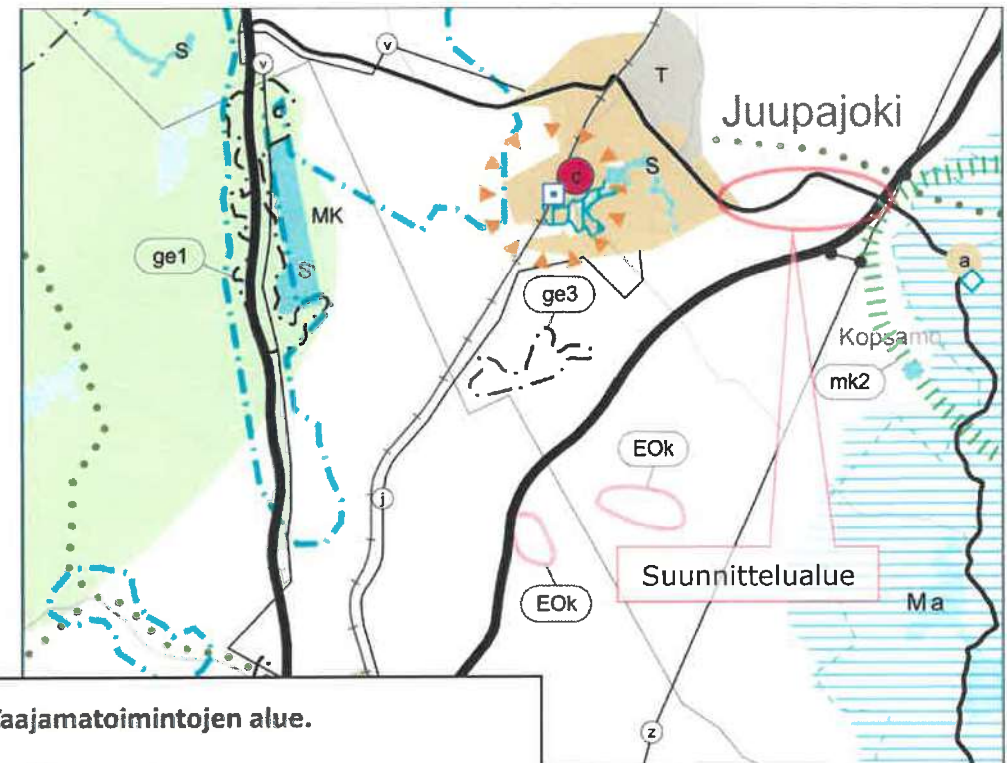 S
v
v
T
Juupajoki
ç
S
MK
ge1
S
a
ge3
Kopsamo
mk2
EOk
j
Suunnittelualue
EOk
Ma
Taajamatoimintojen alue.
z